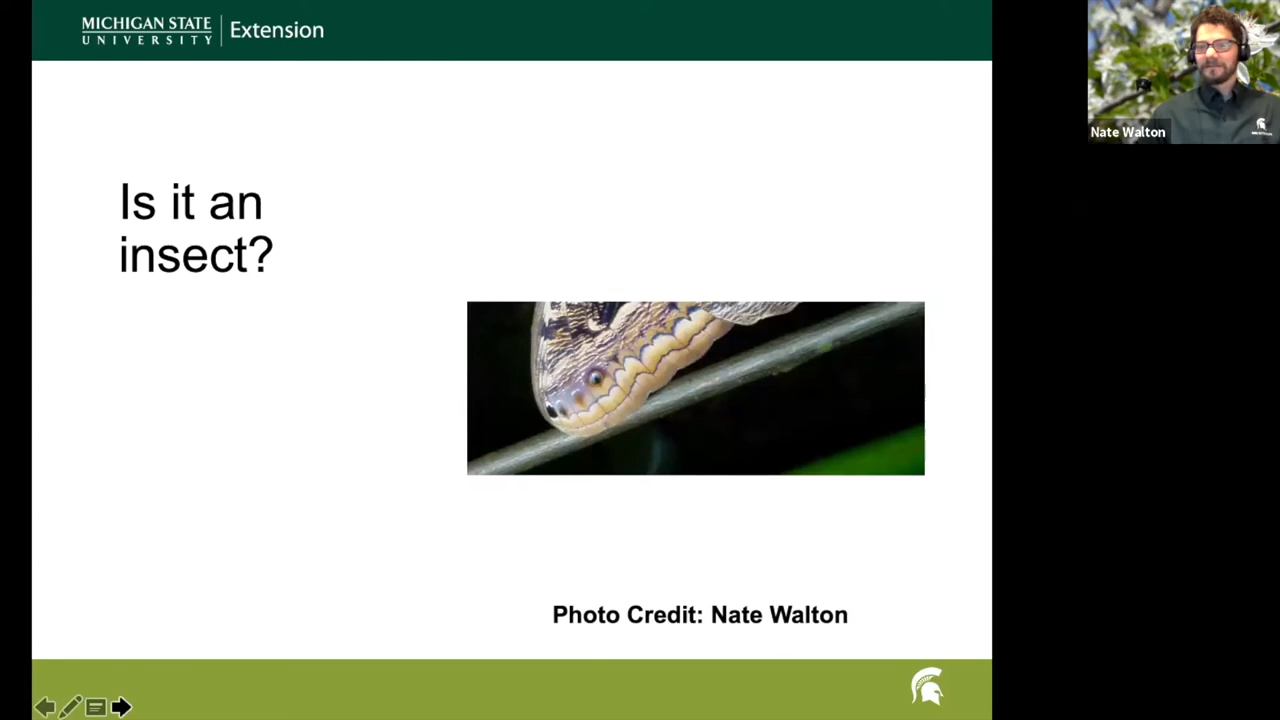 MICHIGAN STATE
UNIVERSITY
Extension
Nate Walton
Is it an
insect?
Photo Credit: Nate Walton